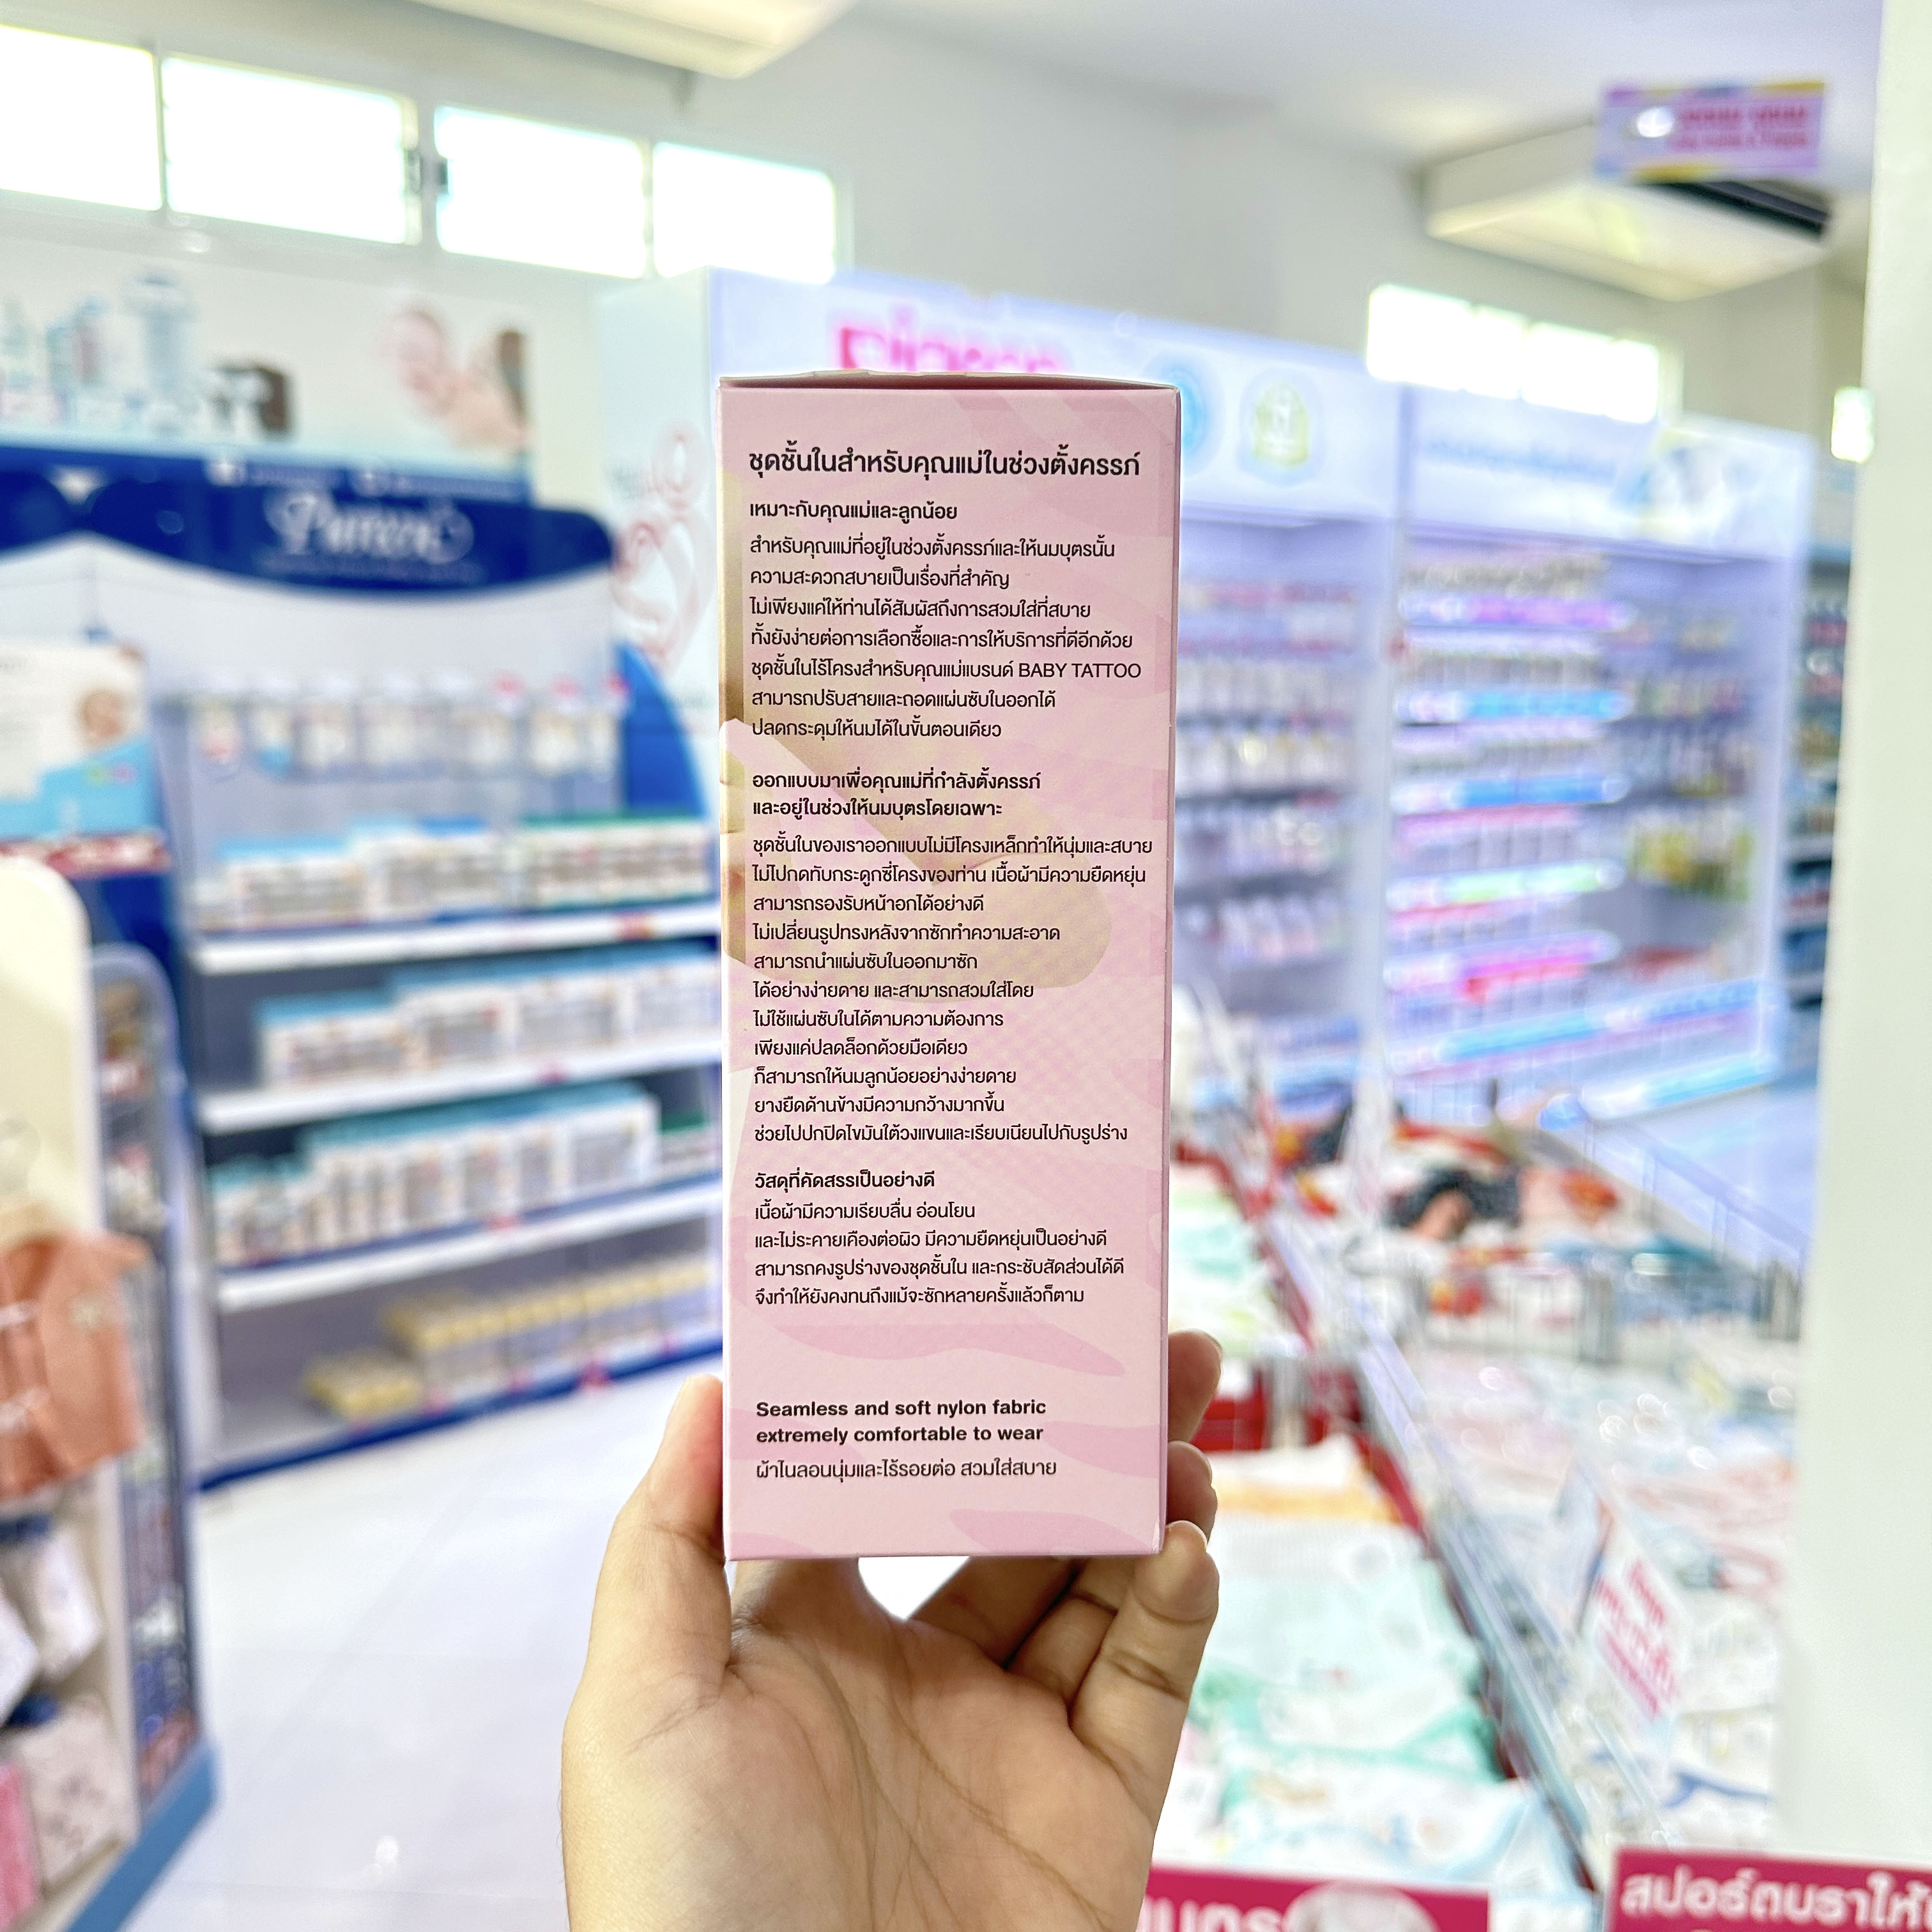 ชุดชั้นในสำหรับคุณแม่ในช่วงตั้งครรภ์
เหมาะกับคุณแม่และลูกน้อย
สำหรับคุณแม่ที่อยู่ในช่วงตั้งครรภ์และให้นมบุตรนั้น
ความสะดวกสบายเป็นเรื่องที่สำคัญ
ไม่เพียงแค่ให้ท่านได้สัมผัสถึงการสวมใส่ที่สบาย
ทั้งยังง่ายต่อการเลือกซื้อและการให้บริการที่ดีอีกด้วย
ชุดชั้นในไร้โครงสำหรับคุณแม่แบรนด์ BABY TATTOO
สามารถปรับสายและถอดแผ่นซับในออกได้
ปลดกระดุมให้นมได้ในขั้นตอนเดียว
ออกแบบมาเพื่อคุณแม่ที่กำลังตั้งครรภ์
และอยู่ในช่วงให้นมบุตรโดยเฉพาะ
ชุดชั้นในของเราออกแบบไม่มีโครงเหล็กทำให้นุ่มและสบาย
ไม่ไปกดทับกระดูกซี่โครงของท่าน เนื้อผ้ามีความยืดหยุ่น
สามารถรองรับหน้าอกได้อย่างดี
ไม่เปลี่ยนรูปทรงหลังจากซักทำความสะอาด
สามารถนำแผ่นซับในออกมาซัก
ได้อย่างง่ายดาย และสามารถสวมใส่โดย
ไม่ใช้แผ่นซับในได้ตามความต้องการ
เพียงแค่ปลดล็อกด้วยมือเดียว
ก็สามารถให้นมลูกน้อยอย่างง่ายดาย
ยางยืดด้านข้างมีความกว้างมากขึ้น
ช่วยไปปกปิดไขมันใต้วงแขนและเรียบเนียนไปกับรูปร่าง
วัสดุที่คัดสรรเป็นอย่างดี
เนื้อผ้ามีความเรียบลื่น อ่อนโยน
และไม่ระคายเคืองต่อผิว มีความยืดหยุ่นเป็นอย่างดี
สามารถคงรูปร่างของชุดชั้นใน และกระชับสัดส่วนได้ดี
จึงทำให้ยังคงทนถึงแม้จะซักหลายครั้งแล้วก็ตาม
Seamless and soft nylon fabric
extremely comfortable to wear
ผ้าไนลอนนุ่มและไร้รอยต่อ สวมใส่สบาย
Pureen
สปอร์ตบราให้